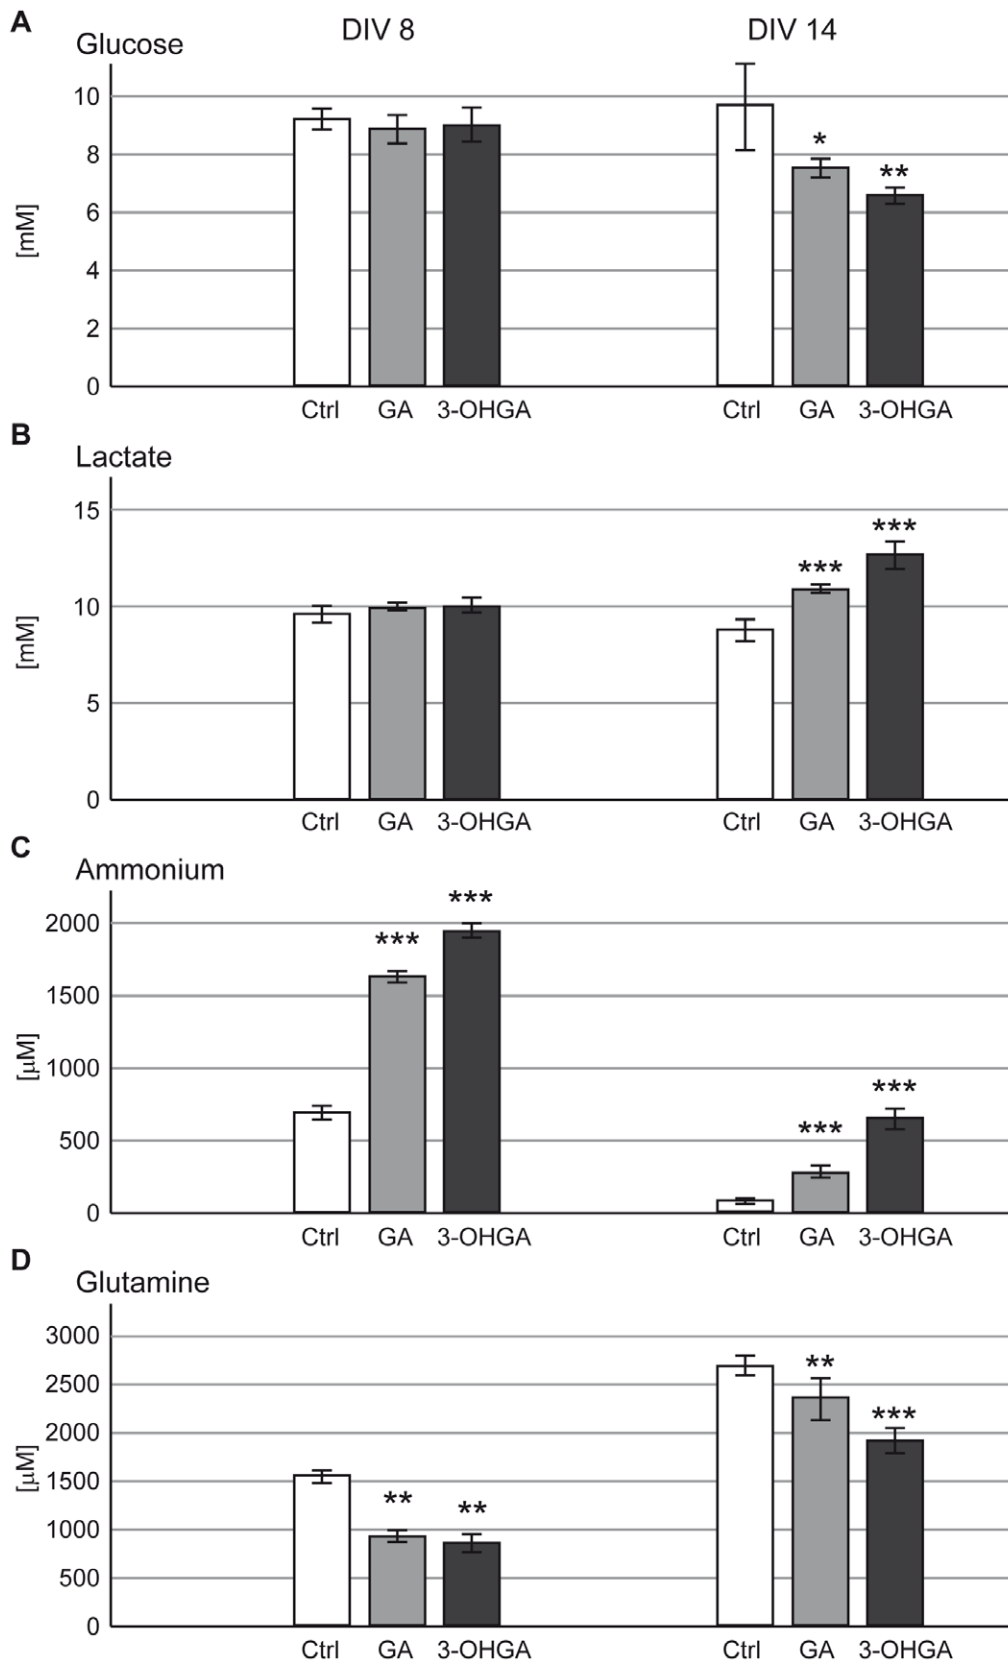 A
DIV 8
DIV 14
Glucose
10
*
8
**
6
[mM]
4
2
0
Ctrl GA 3-OHGA Ctrl GA 3-OHGA
B
Lactate
15
***
***
10
[mM]
5
0
Ctrl GA 3-OHGA Ctrl GA 3-OHGA
C
Ammonium
***
2000
***
1500
1000
[µM]
***
***
500
0
Ctrl GA 3-OHGA Ctrl GA 3-OHGA
D
Glutamine
3000
**
2500
***
2000
[µM]
1500
** **
1000
500
0
Ctrl GA 3-OHGA Ctrl GA 3-OHGA